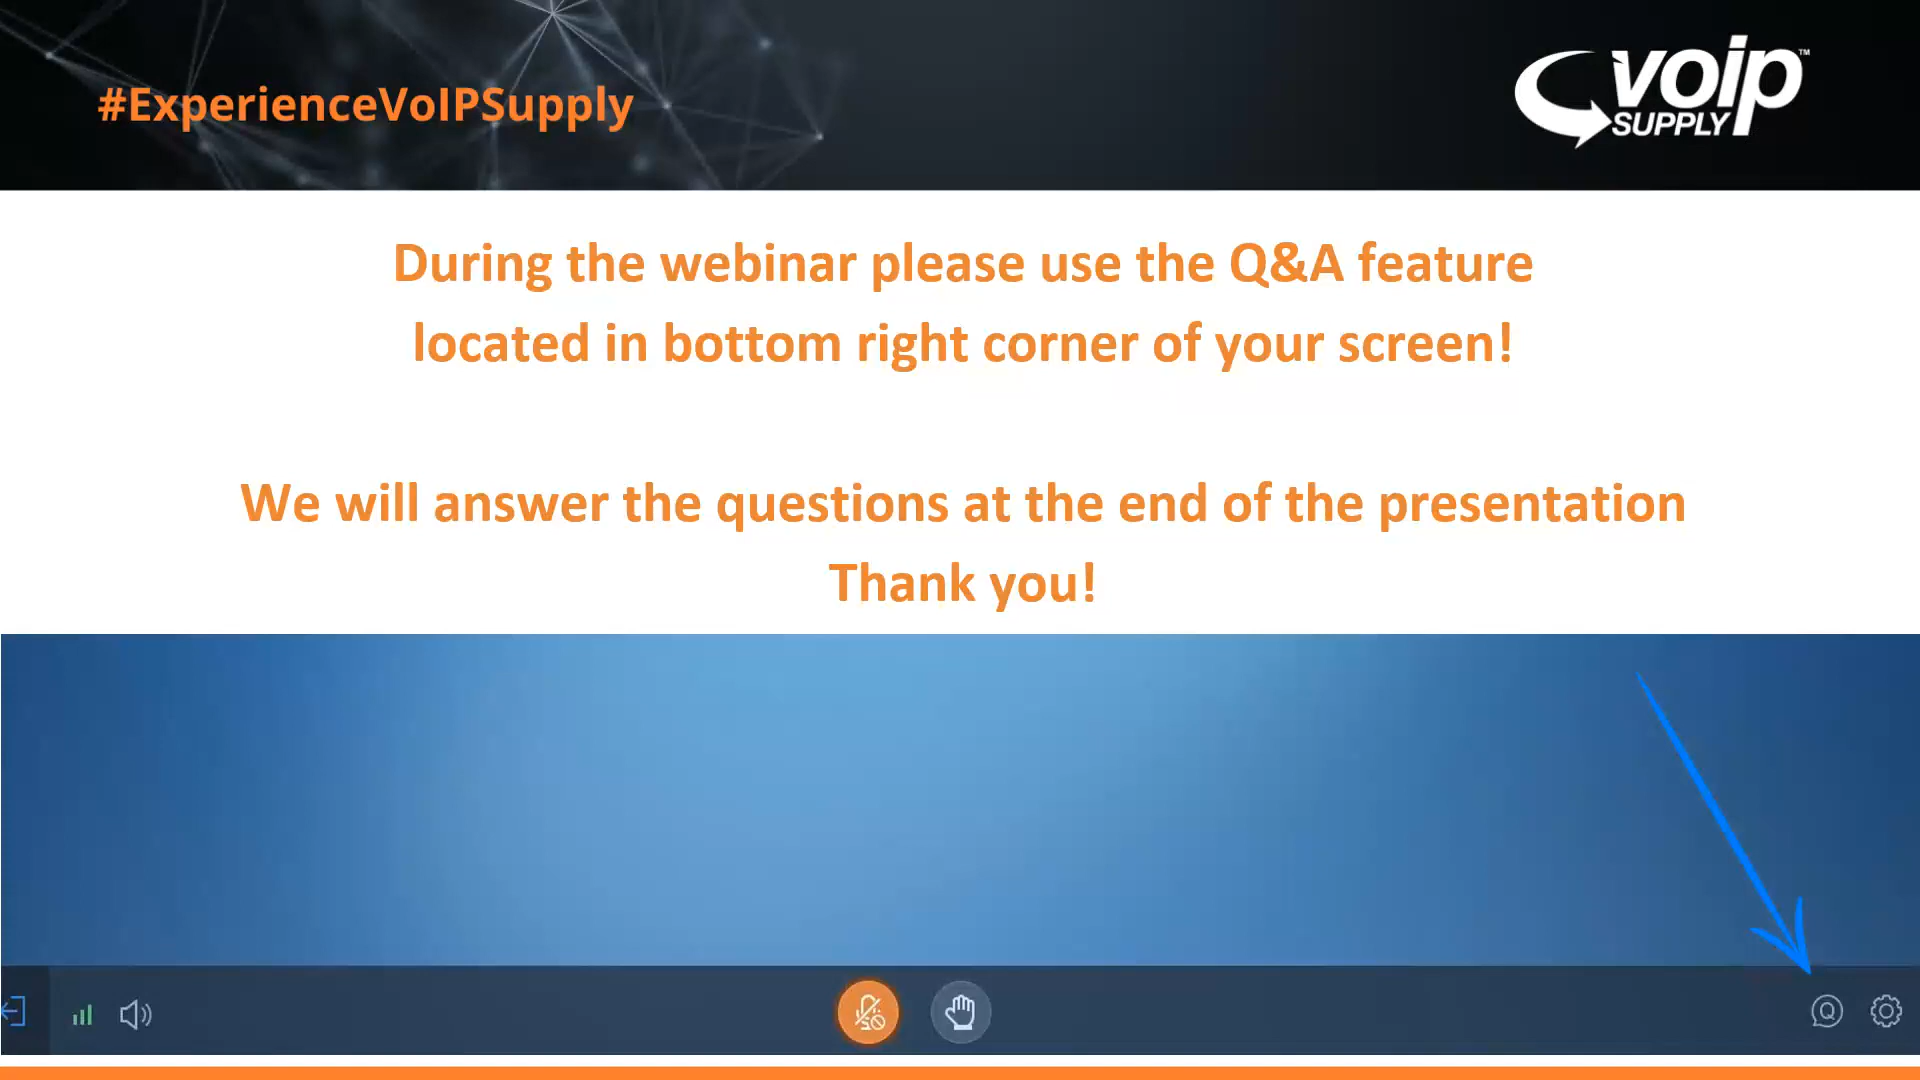 #ExperienceVoIPSupply
voip™
SUPPLY
During the webinar please use the Q&A feature
located in bottom right corner of your screen!
We will answer the questions at the end of the presentation
Thank you!
Q